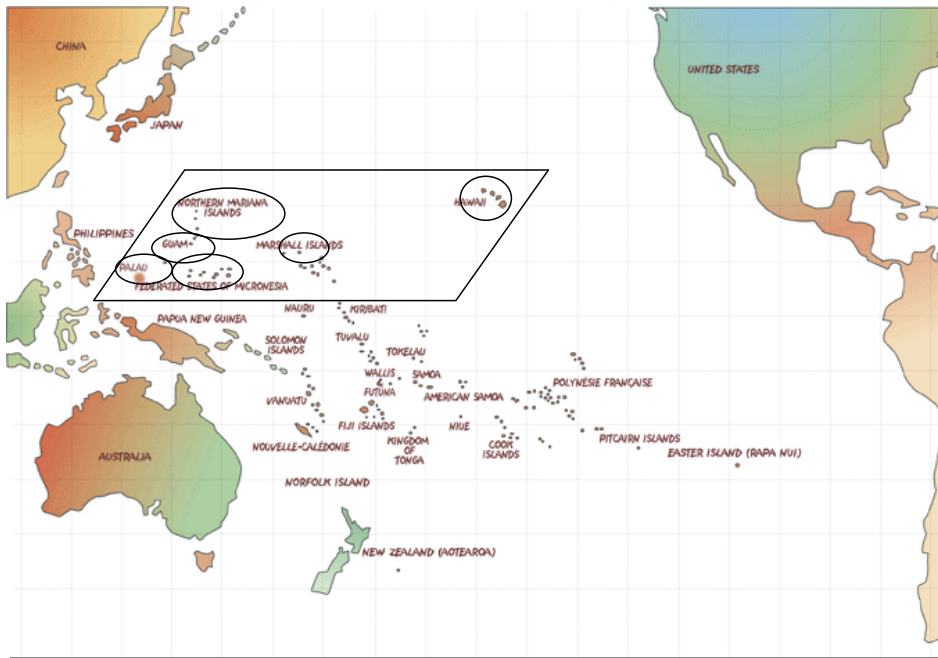 CHINA
UNITED STATES
JAPAN
NORTHERN MARIANA
ISLANDS
HAWAII
PHILIPPINES
GUAM
MARSHALL ISLANDS
PALAU
FEDERATED STATES OF MICRONESIA
NAURU
KIRIBATI
PAPUA NEW GUINEA
SOLOMON
ISLANDS
TUVALU
TOKELAU
WALLIS
&
FUTUNA
SAMOA
POLYNÉSIE FRANÇAISE
VANUATU
AMERICAN SAMOA
FIJI ISLANDS
NIUE
NOUVELLE-CALÉDONIE
KINGDOM
OF
TONGA
COOK
ISLANDS
PITCAIRN ISLANDS
EASTER ISLAND (RAPA NUI)
AUSTRALIA
NORFOLK ISLAND
NEW ZEALAND (AOTEAROA)